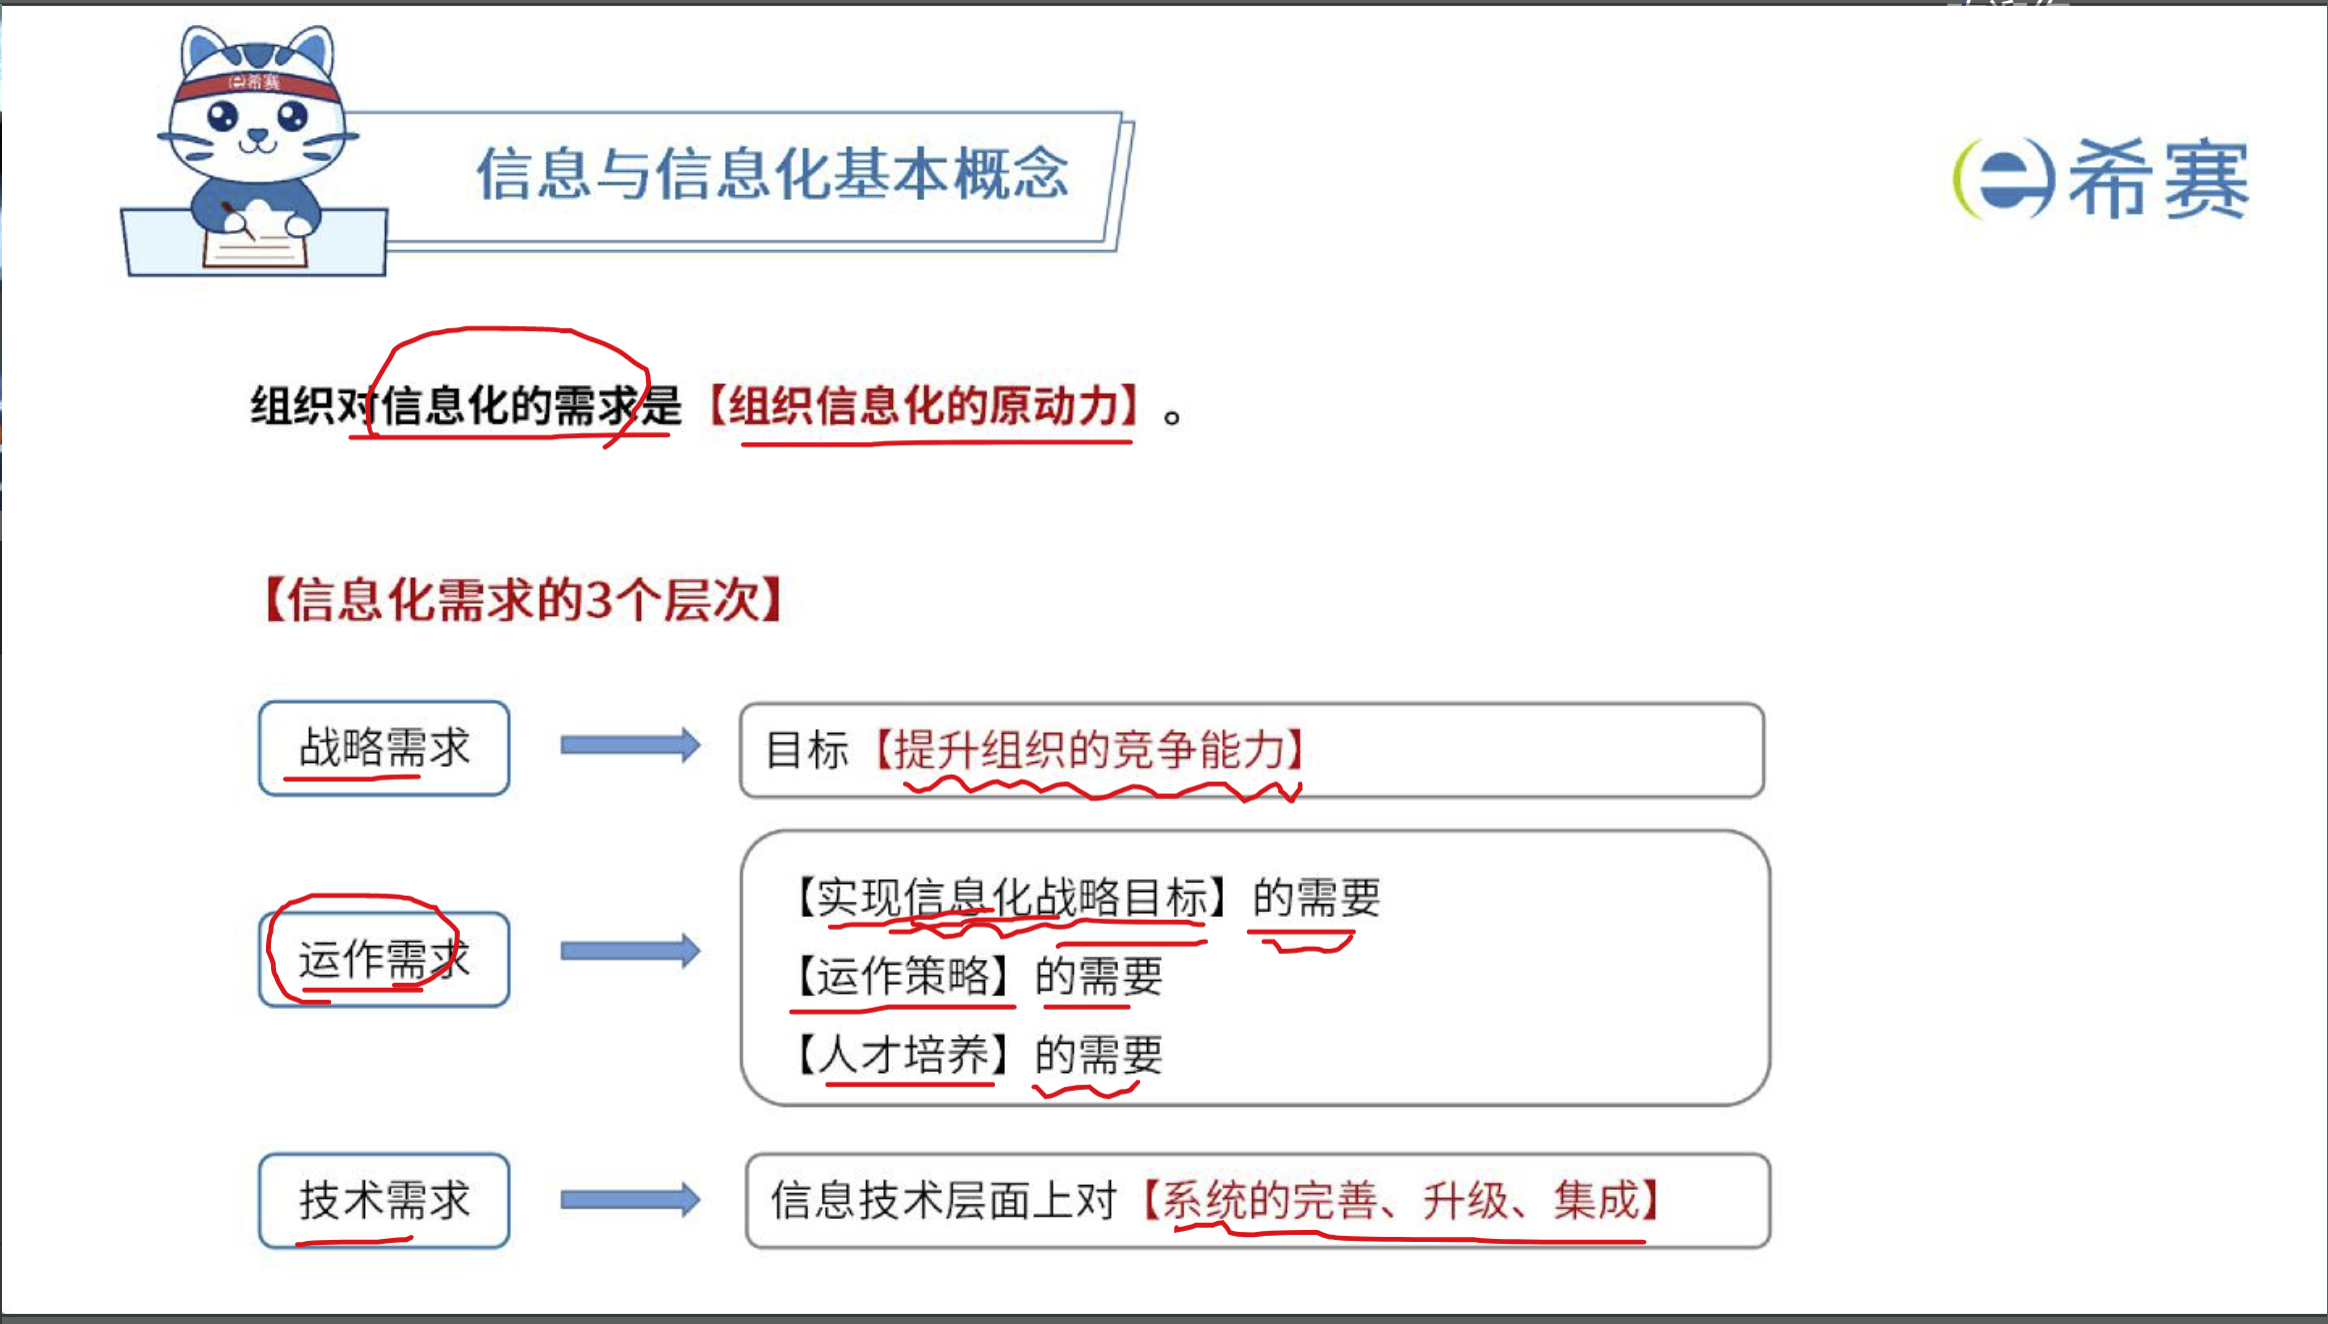 e希赛
信息与信息化基本概念
e希赛
组织对信息化的需求是【组织信息化的原动力】。
【信息化需求的3个层次】
战略需求
目标【提升组织的竞争能力】
运作需求
【实现信息化战略目标】的需要
【运作策略】的需要
【人才培养】的需要
技术需求
信息技术层面上对【系统的完善、升级、集成】